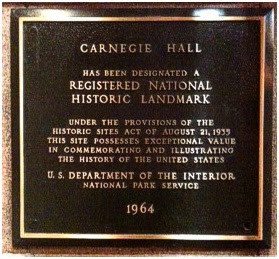 CARNEGIE HALL
HAS BEEN DESIGNATED A
REGISTERED NATIONAL
HISTORIC LANDMARK
UNDER THE PROVISIONS OF THE
HISTORIC SITES ACT OF AUGUST 21, 1935
THIS SITE POSSESSES EXCEPTIONAL VALUE
IN COMMEMORATING AND ILLUSTRATING
THE HISTORY OF THE UNITED STATES
U. S. DEPARTMENT OF THE INTERIOR
NATIONAL PARK SERVICE
1964